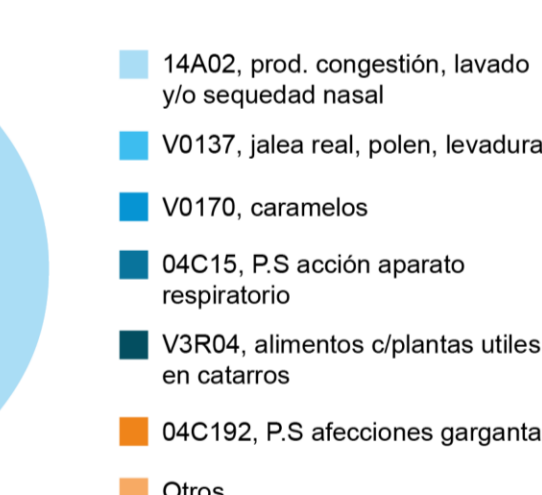 14A02, prod. congestión, lavado
y/o sequedad nasal
V0137, jalea real, polen, levadura
V0170, caramelos
04C15, P.S acción aparato
respiratorio
V3R04, alimentos c/plantas utiles
en catarros
04C192, P.S afecciones garganta
Otros